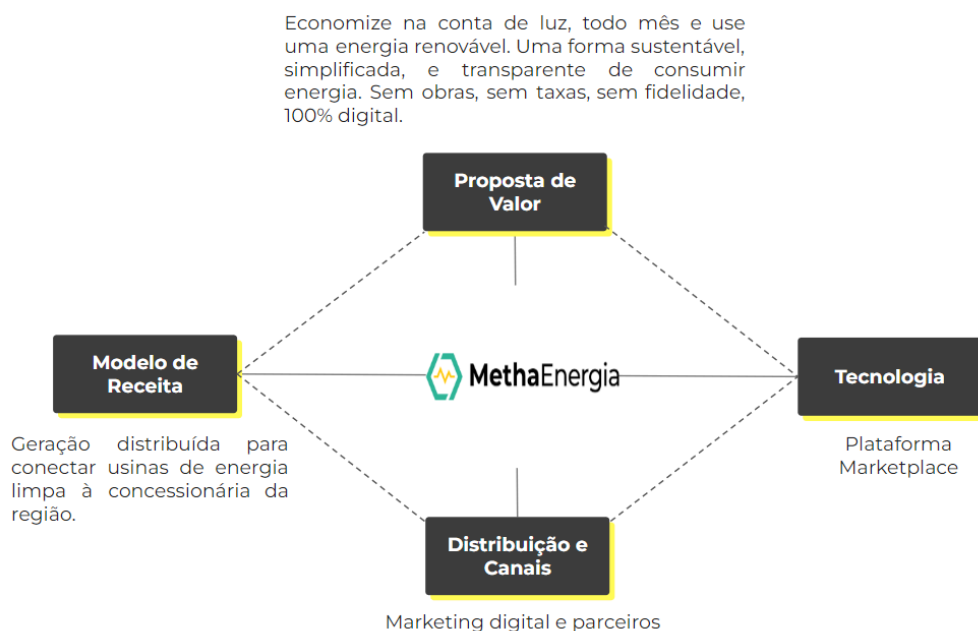 Economize na conta de luz, todo mês e use
uma energia renovável. Uma forma sustentável,
simplificada, e transparente de consumir
energia. Sem obras, sem taxas, sem fidelidade,
100% digital.
Proposta de
Valor
Modelo de
Receita
MethaEnergia
Tecnologia
Geração distribuída para
conectar usinas de energia
limpa à concessionária da
região.
Plataforma
Marketplace
Distribuição e
Canais
Marketing digital e parceiros